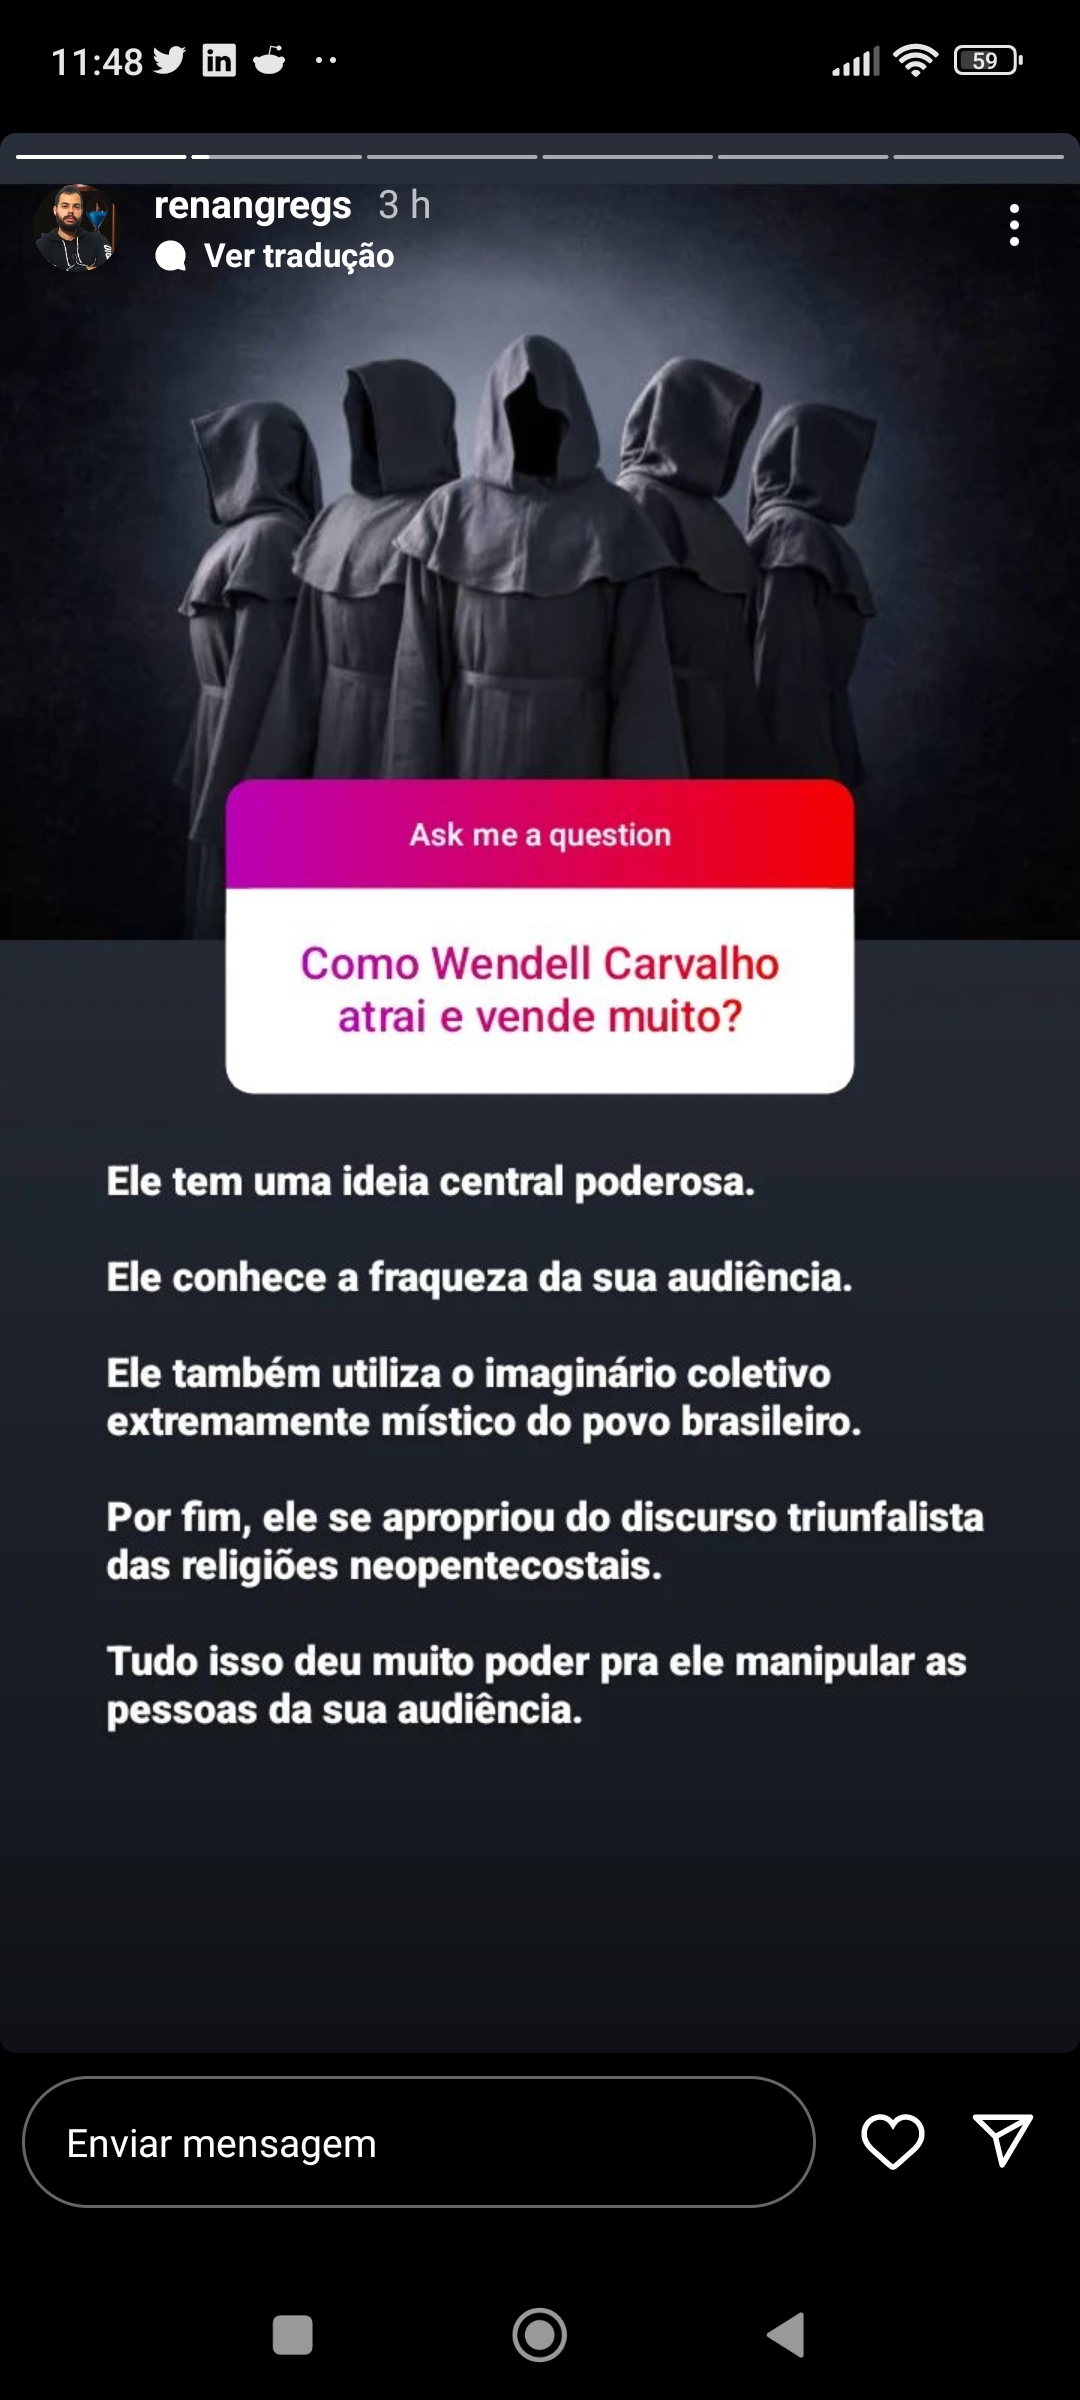 11:48
59
renangregs 3 h
Ver tradução
Ask me a question
Como Wendell Carvalho
atrai e vende muito?
Ele tem uma ideia central poderosa.
Ele conhece a fraqueza da sua audiência.
Ele também utiliza o imaginário coletivo
extremamente místico do povo brasileiro.
Por fim, ele se apropriou do discurso triunfalista
das religiões neopentecostais.
Tudo isso deu muito poder pra ele manipular as
pessoas da sua audiência.
Enviar mensagem